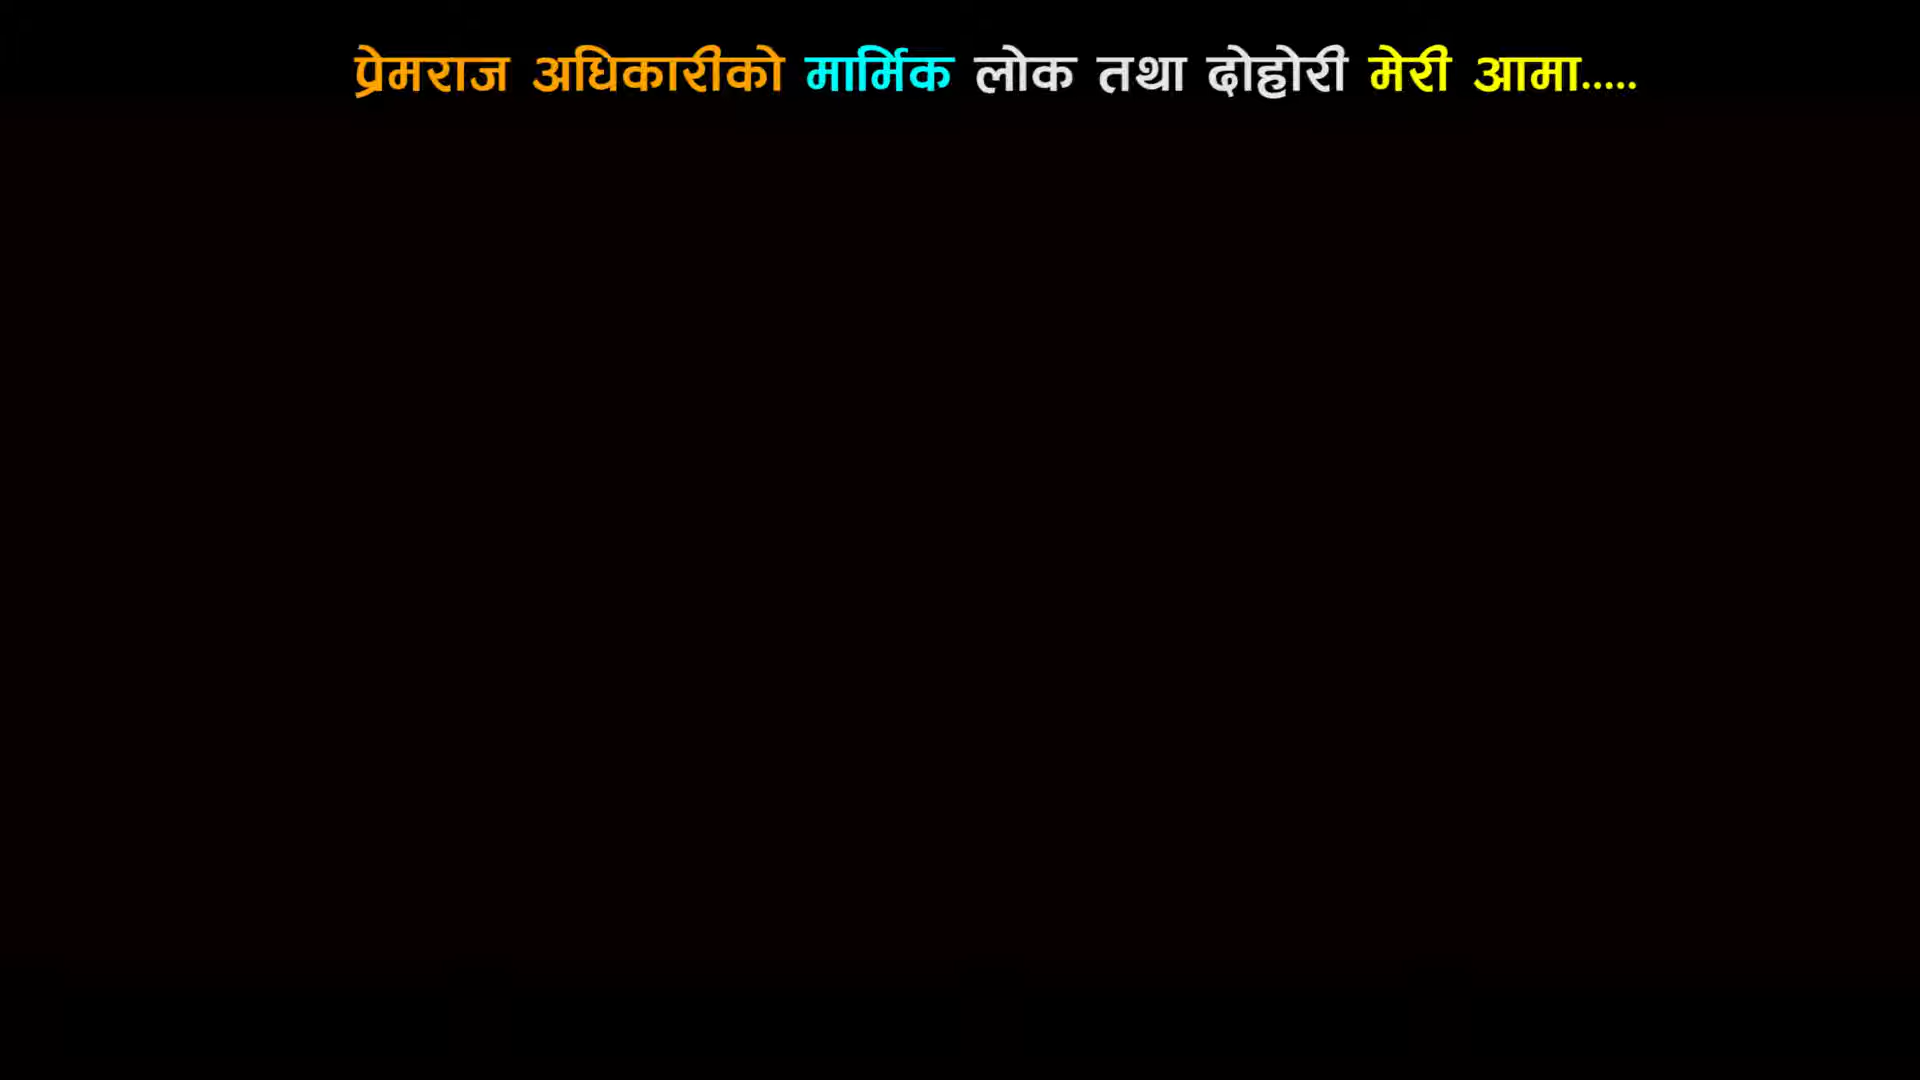 प्रेमराज अधिकारीको मार्मिक लोक तथा दोहोरी मेरी आमा.....